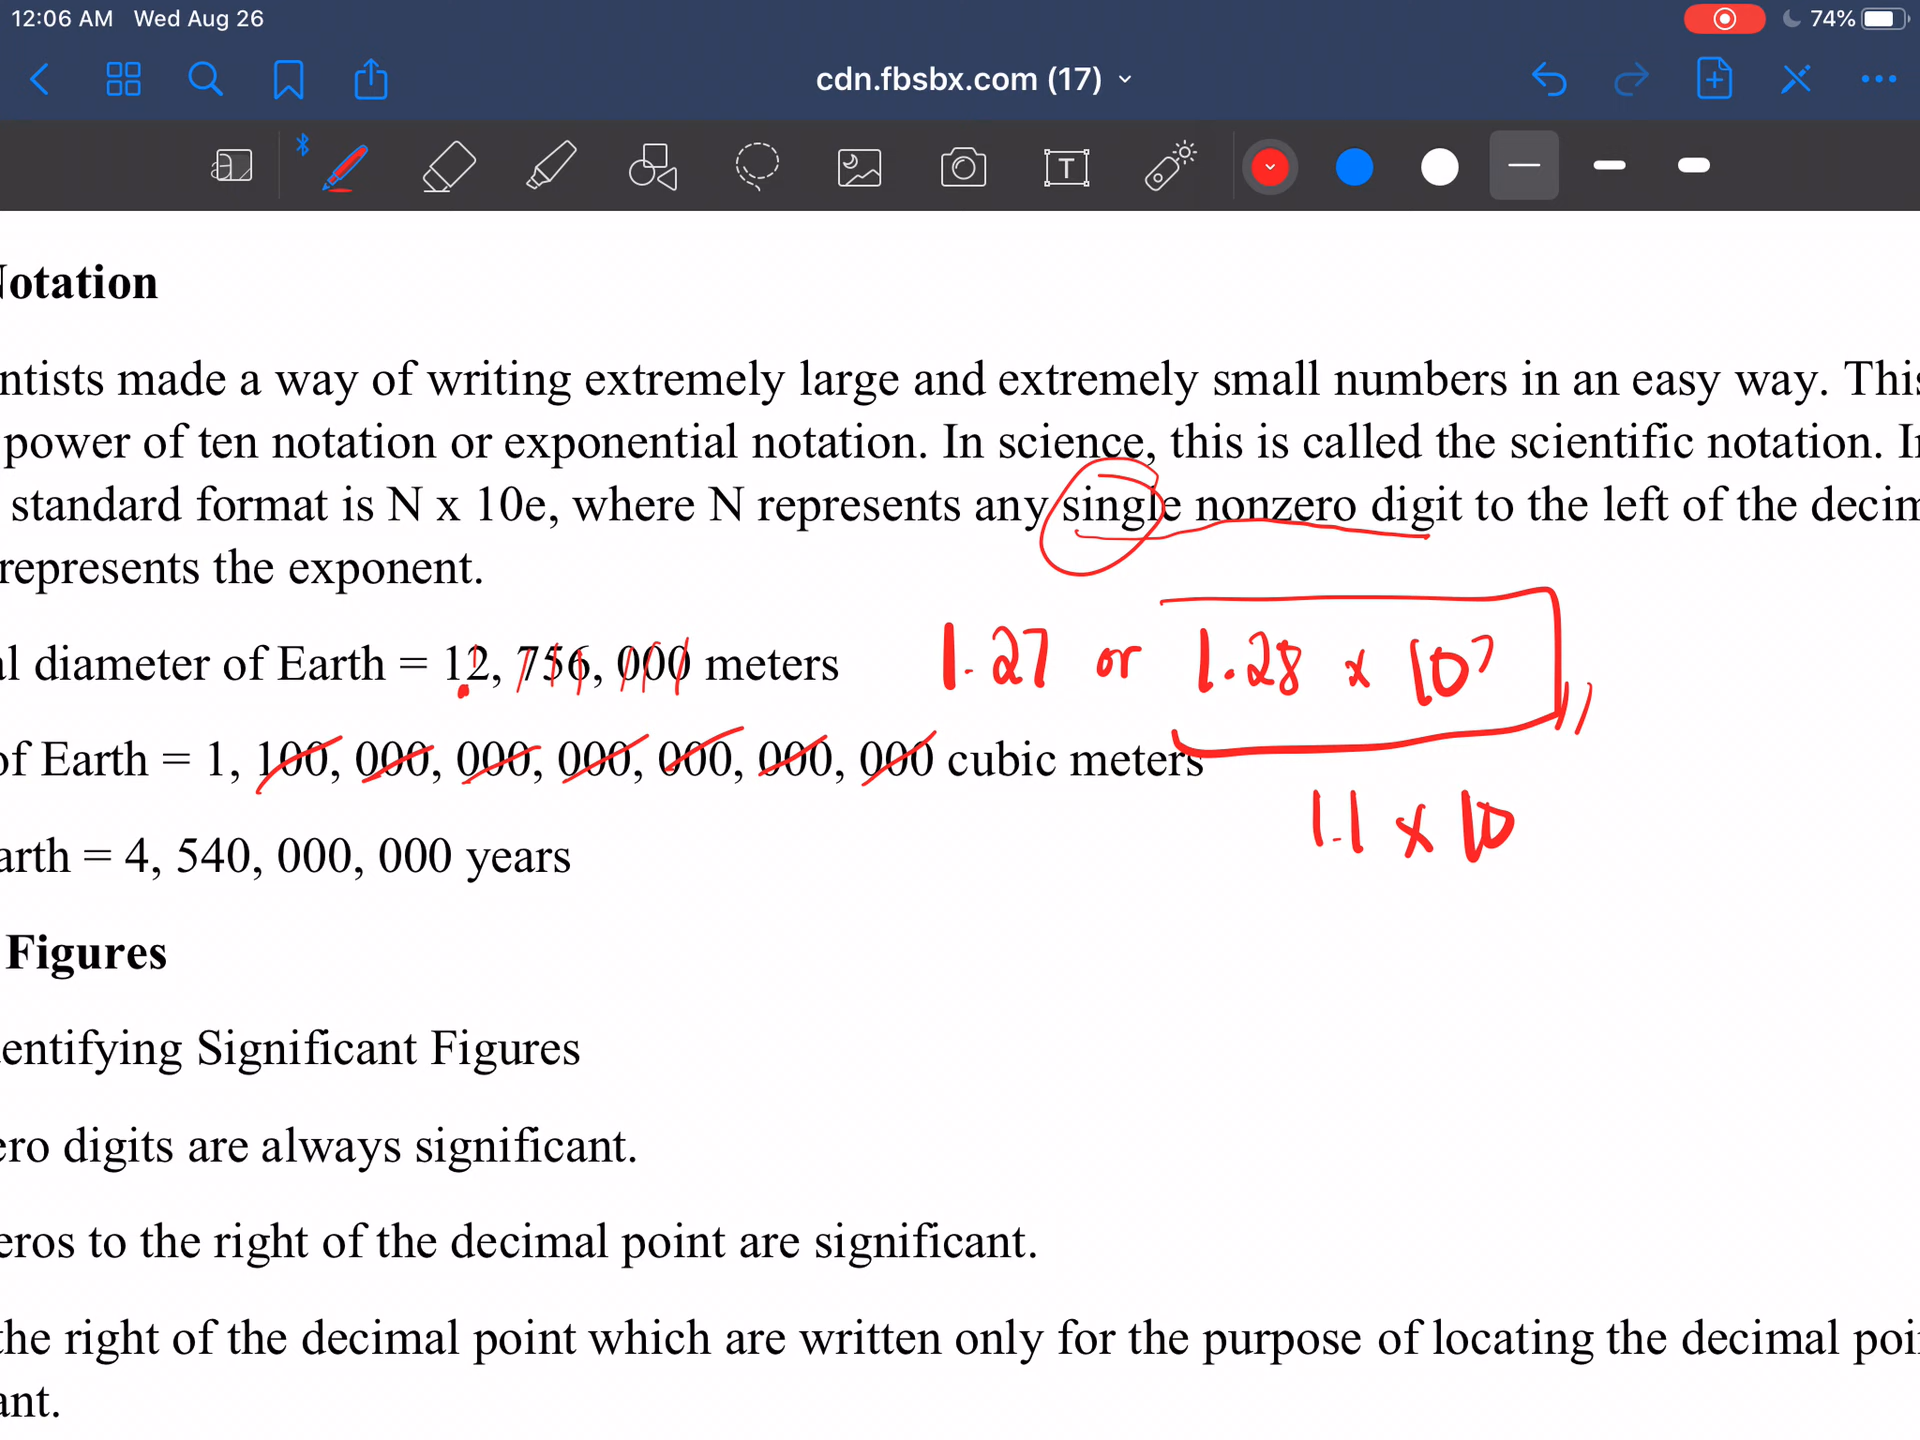 12:06 AM Wed Aug 26
74%
cdn.fbsbx.com (17)
T
Notation
ntists made a way of writing extremely large and extremely small numbers in an easy way. This
power of ten notation or exponential notation. In science, this is called the scientific notation. In
standard format is N x 10e, where N represents any single nonzero digit to the left of the decim
represents the exponent.
al diameter of Earth = 12, 756, 000 meters
1.27 or 1.28 x 10⁷
of Earth = 1, 100, 000, 000, 000, 000, 000, 000 cubic meters
1.1 x 10
arth = 4, 540, 000, 000 years
Figures
entifying Significant Figures
ero digits are always significant.
eros to the right of the decimal point are significant.
the right of the decimal point which are written only for the purpose of locating the decimal poi
ant.